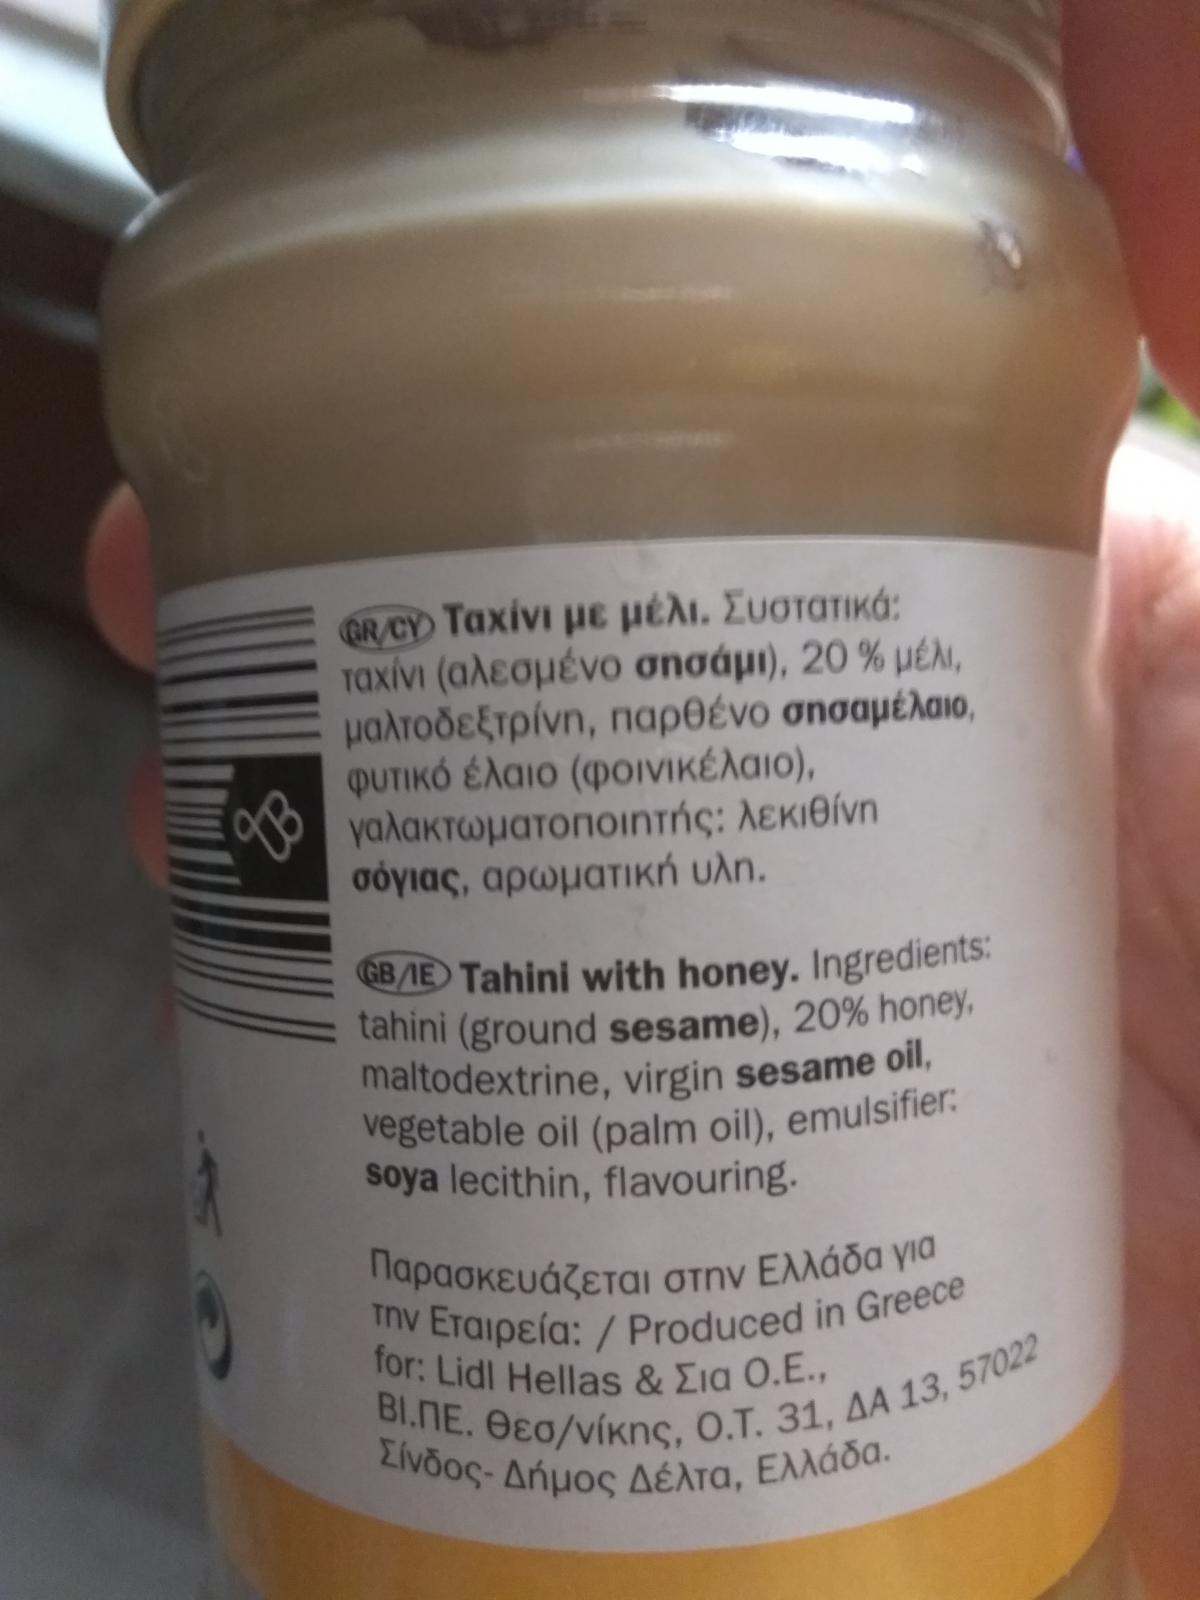 GR/CY Ταχίνι με μέλι. Συστατικά:
ταχίνι (αλεσμένο σησάμι), 20 % μέλι,
μαλτοδεξτρίνη, παρθένο σησαμέλαιο,
φυτικό έλαιο (φοινικέλαιο),
γαλακτωματοποιητής: λεκιθίνη
σόγιας, αρωματική υλη.
GB/IE Tahini with honey. Ingredients:
tahini (ground sesame), 20% honey,
maltodextrine, virgin sesame oil,
vegetable oil (palm oil), emulsifier:
soya lecithin, flavouring.
Παρασκευάζεται στην Ελλάδα για
την Εταιρεία: / Produced in Greece
for: Lidl Hellas & Σια Ο.Ε.,
ΒΙ.ΠΕ. Θεσ/νίκης, Ο.Τ. 31, ΔΑ 13, 57022
Σίνδος- Δήμος Δέλτα, Ελλάδα.